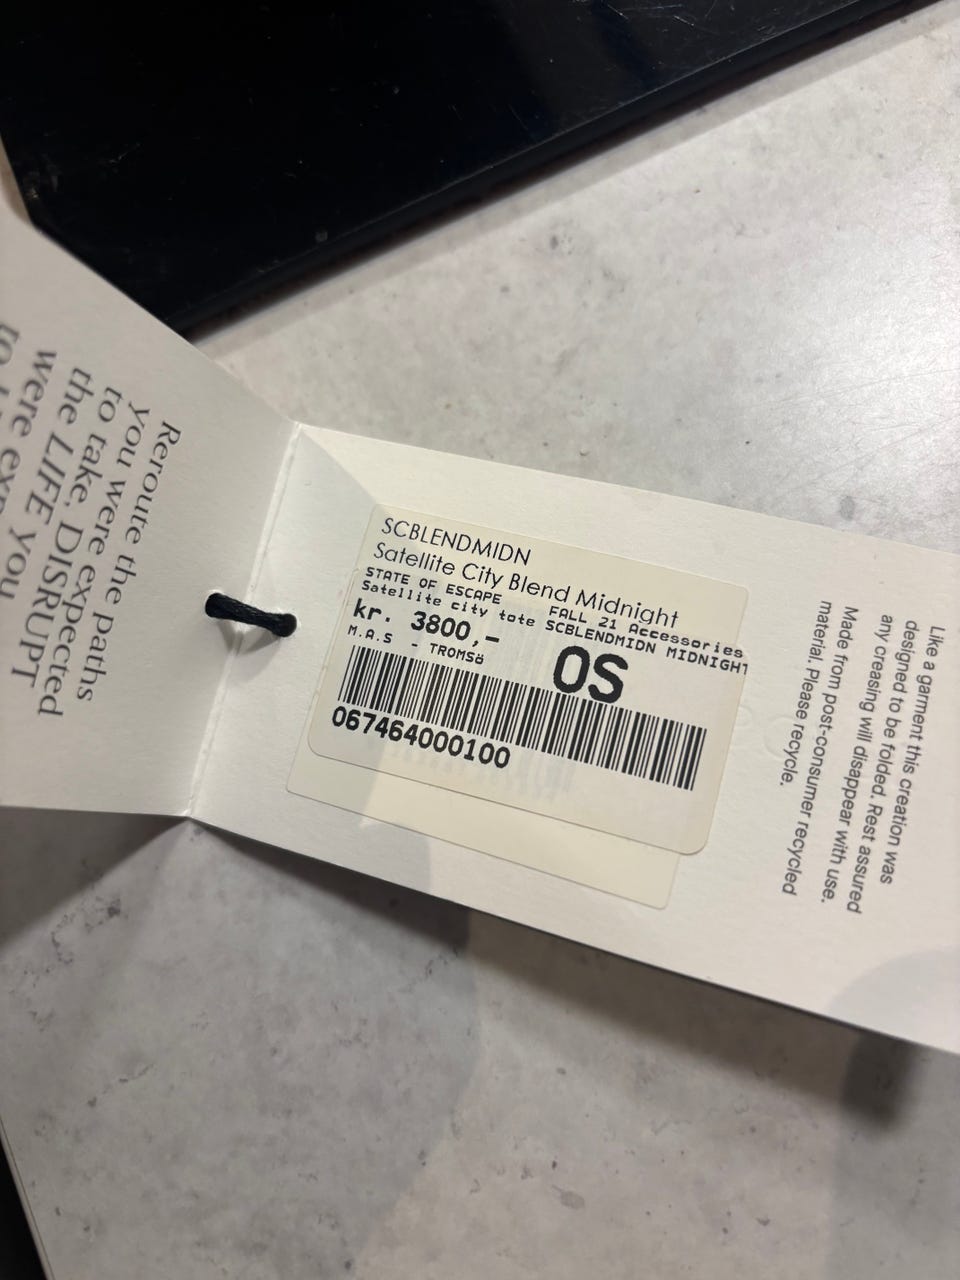 Reroute the paths
you were expected
to take. DISRUPT
the LIFE you
were
SCBLENDMIDN
Satellite City Blend Midnight
STATE OF ESCAPE FALL 21 Accessories
Satellite city tote SCBLENDMIDN MIDNIGHT
kr. 3800,- OS
M.A.S - TROMSö
067464000100
Like a garment this creation was
designed to be folded. Rest assured
any creasing will disappear with use.
Made from post-consumer recycled
material. Please recycle.